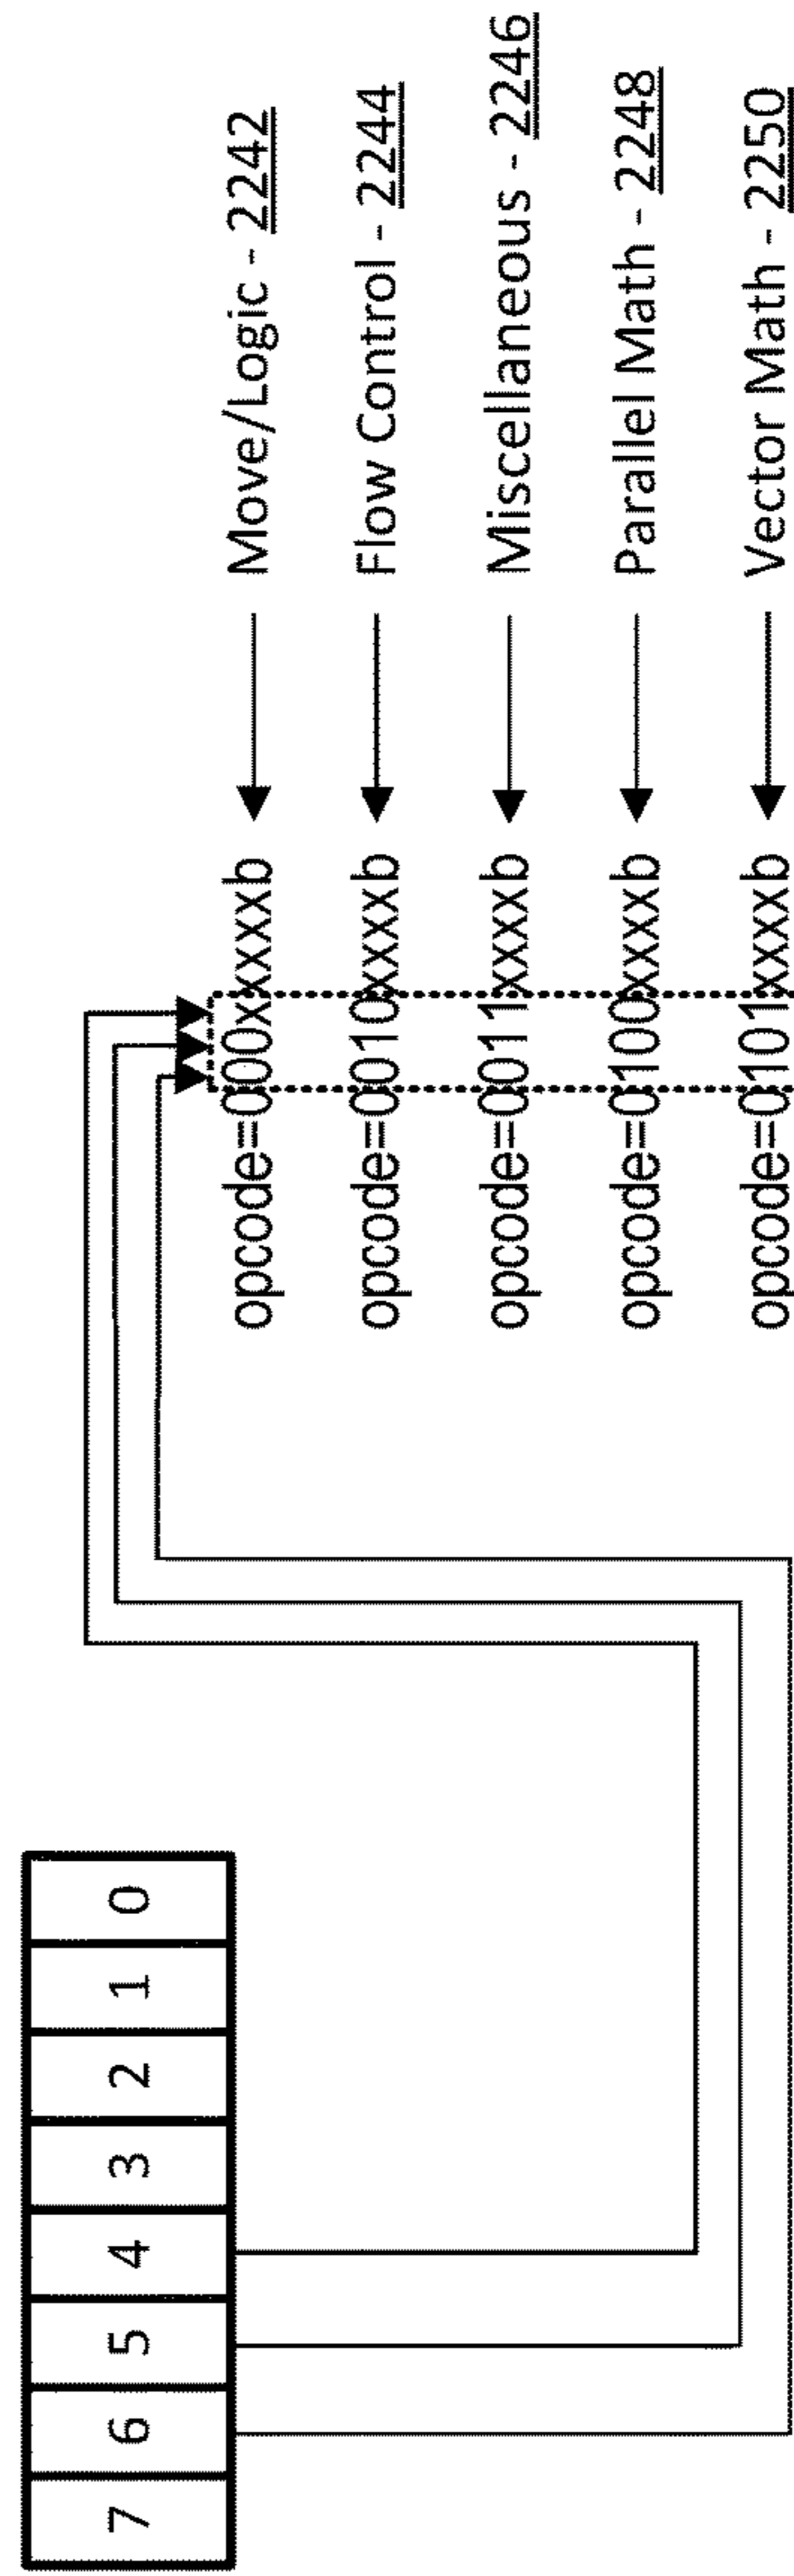 7 6 5 4 3 2 1 0
opcode=000xxxxxb Move/Logic - 2242
opcode=0010xxxxb Flow Control - 2244
opcode=0011xxxxb Miscellaneous - 2246
opcode=0100xxxxb Parallel Math - 2248
opcode=0101xxxxb Vector Math - 2250